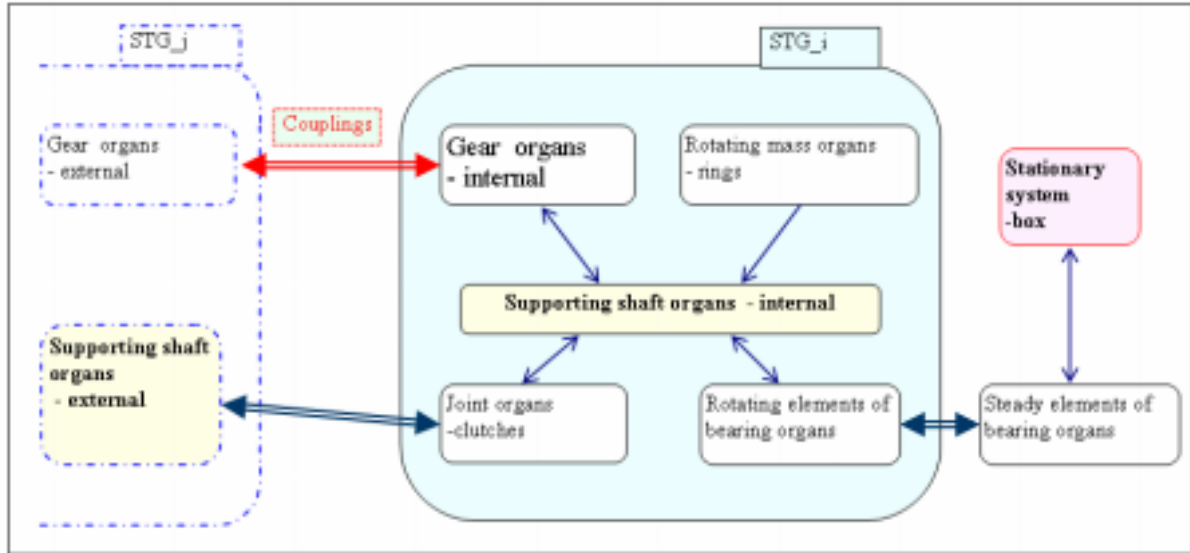 STG_j
STG_i
Couplings
Gear organs
- external
Gear organs
- internal
Rotating mass organs
- rings
Stationary
system
-box
Supporting shaft organs - internal
Supporting shaft
organs
- external
Joint organs
-clutches
Rotating elements of
bearing organs
Steady elements of
bearing organs